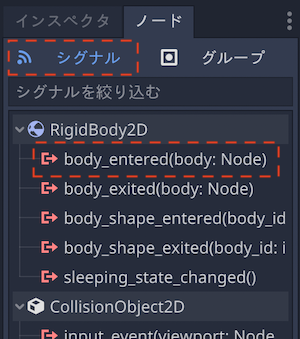 インスペクタ ノード
シグナル グループ
シグナルを絞り込む
RigidBody2D
body_entered(body: Node)
body_exited(body: Node)
body_shape_entered(body_id
body_shape_exited(body_id: i
sleeping_state_changed()
CollisionObject2D
input_event(viewport: Node